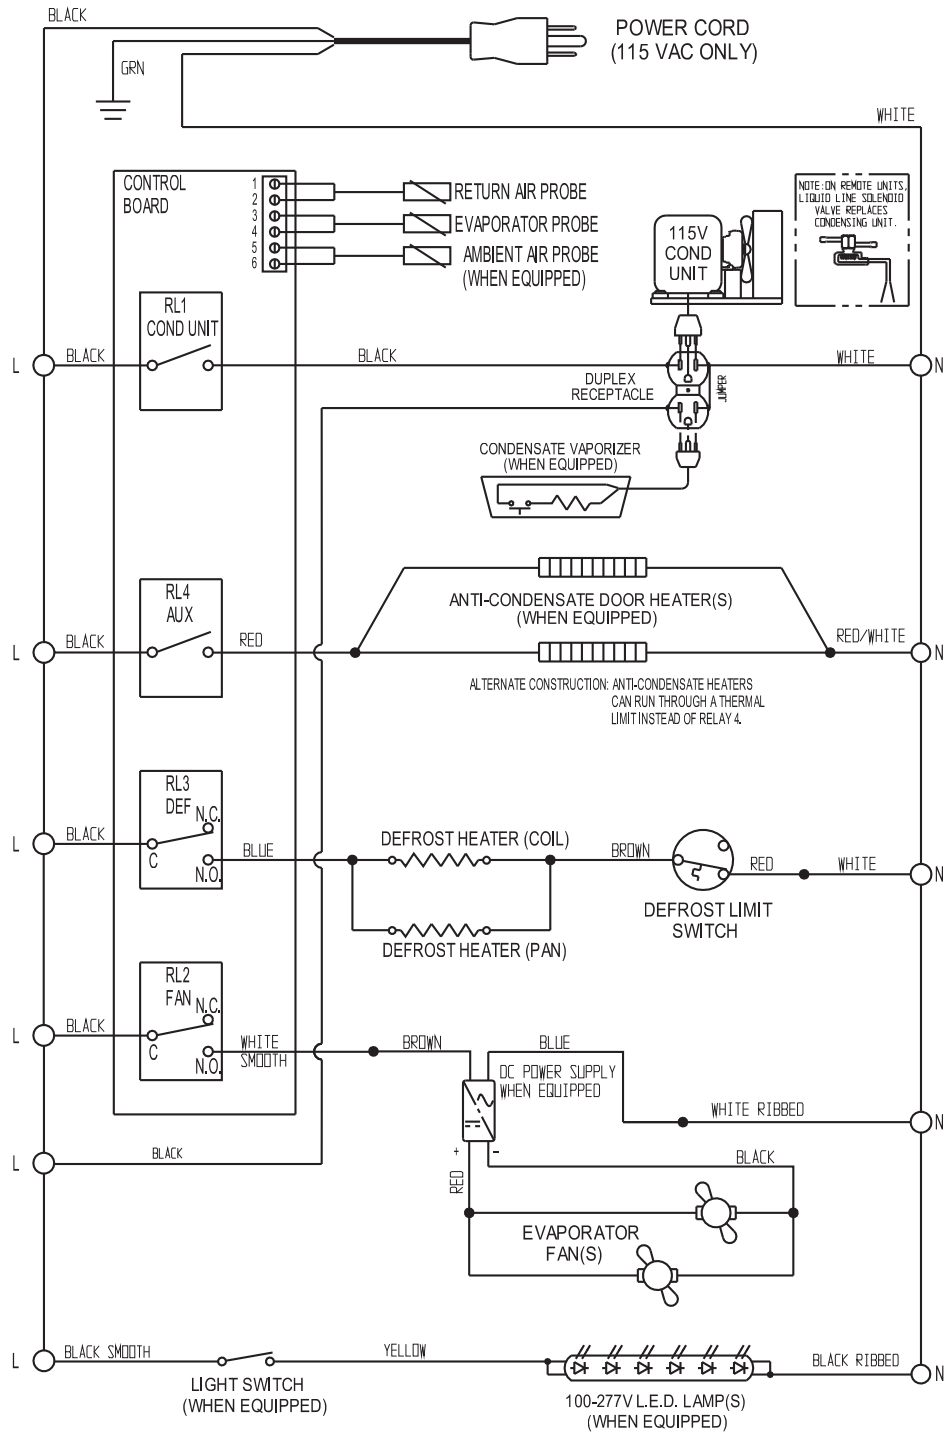 BLACK
POWER CORD
(115 VAC ONLY)
GRN
WHITE
CONTROL
BOARD
1
2
3
4
5
6
RETURN AIR PROBE
EVAPORATOR PROBE
AMBIENT AIR PROBE
(WHEN EQUIPPED)
115V
COND
UNIT
NOTE:ON REMOTE UNITS,
LIQUID LINE SOLENOID
VALVE REPLACES
CONDENSING UNIT.
RL1
COND UNIT
L
BLACK
BLACK
WHITE
N
DUPLEX
RECEPTACLE
JUMPER
CONDENSATE VAPORIZER
(WHEN EQUIPPED)
RL4
AUX
ANTI-CONDENSATE DOOR HEATER(S)
(WHEN EQUIPPED)
L
BLACK
RED
RED/WHITE
N
ALTERNATE CONSTRUCTION: ANTI-CONDENSATE HEATERS
CAN RUN THROUGH A THERMAL
LIMIT INSTEAD OF RELAY 4.
RL3
DEF
N.C.
L
BLACK
C
N.O.
BLUE
DEFROST HEATER (COIL)
BROWN
RED
WHITE
N
DEFROST LIMIT
SWITCH
DEFROST HEATER (PAN)
RL2
FAN
N.C.
L
BLACK
C
N.O.
WHITE
SMOOTH
BROWN
BLUE
DC POWER SUPPLY
WHEN EQUIPPED
WHITE RIBBED
N
L
BLACK
+
-
RED
BLACK
EVAPORATOR
FAN(S)
L
BLACK SMOOTH
YELLOW
BLACK RIBBED
N
LIGHT SWITCH
(WHEN EQUIPPED)
100-277V L.E.D. LAMP(S)
(WHEN EQUIPPED)